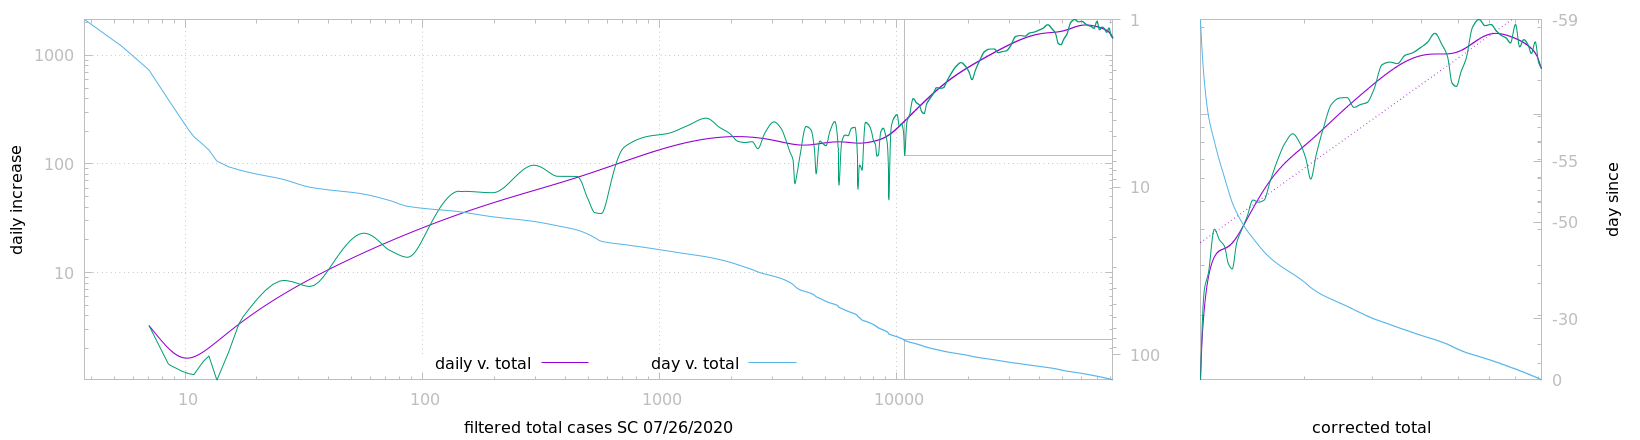 1000
100
10
daily increase
10
100
1000
10000
filtered total cases SC 07/26/2020
daily v. total
day v. total
1
10
100
-59
-55
-50
-30
0
day since
corrected total